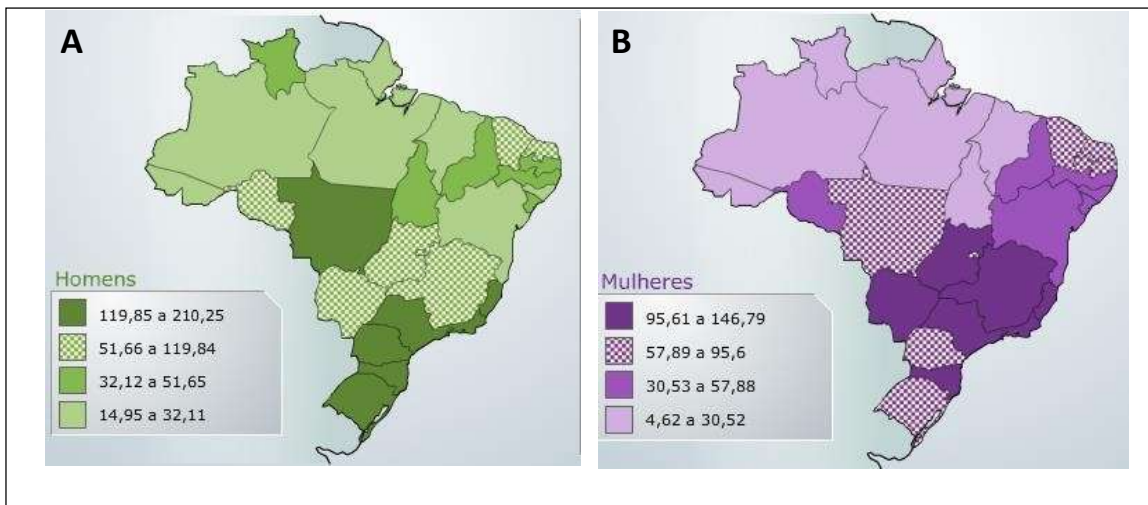 A
Homens
119,85 a 210,25
51,66 a 119,84
32,12 a 51,65
14,95 a 32,11
B
Mulheres
95,61 a 146,79
57,89 a 95,6
30,53 a 57,88
4,62 a 30,52